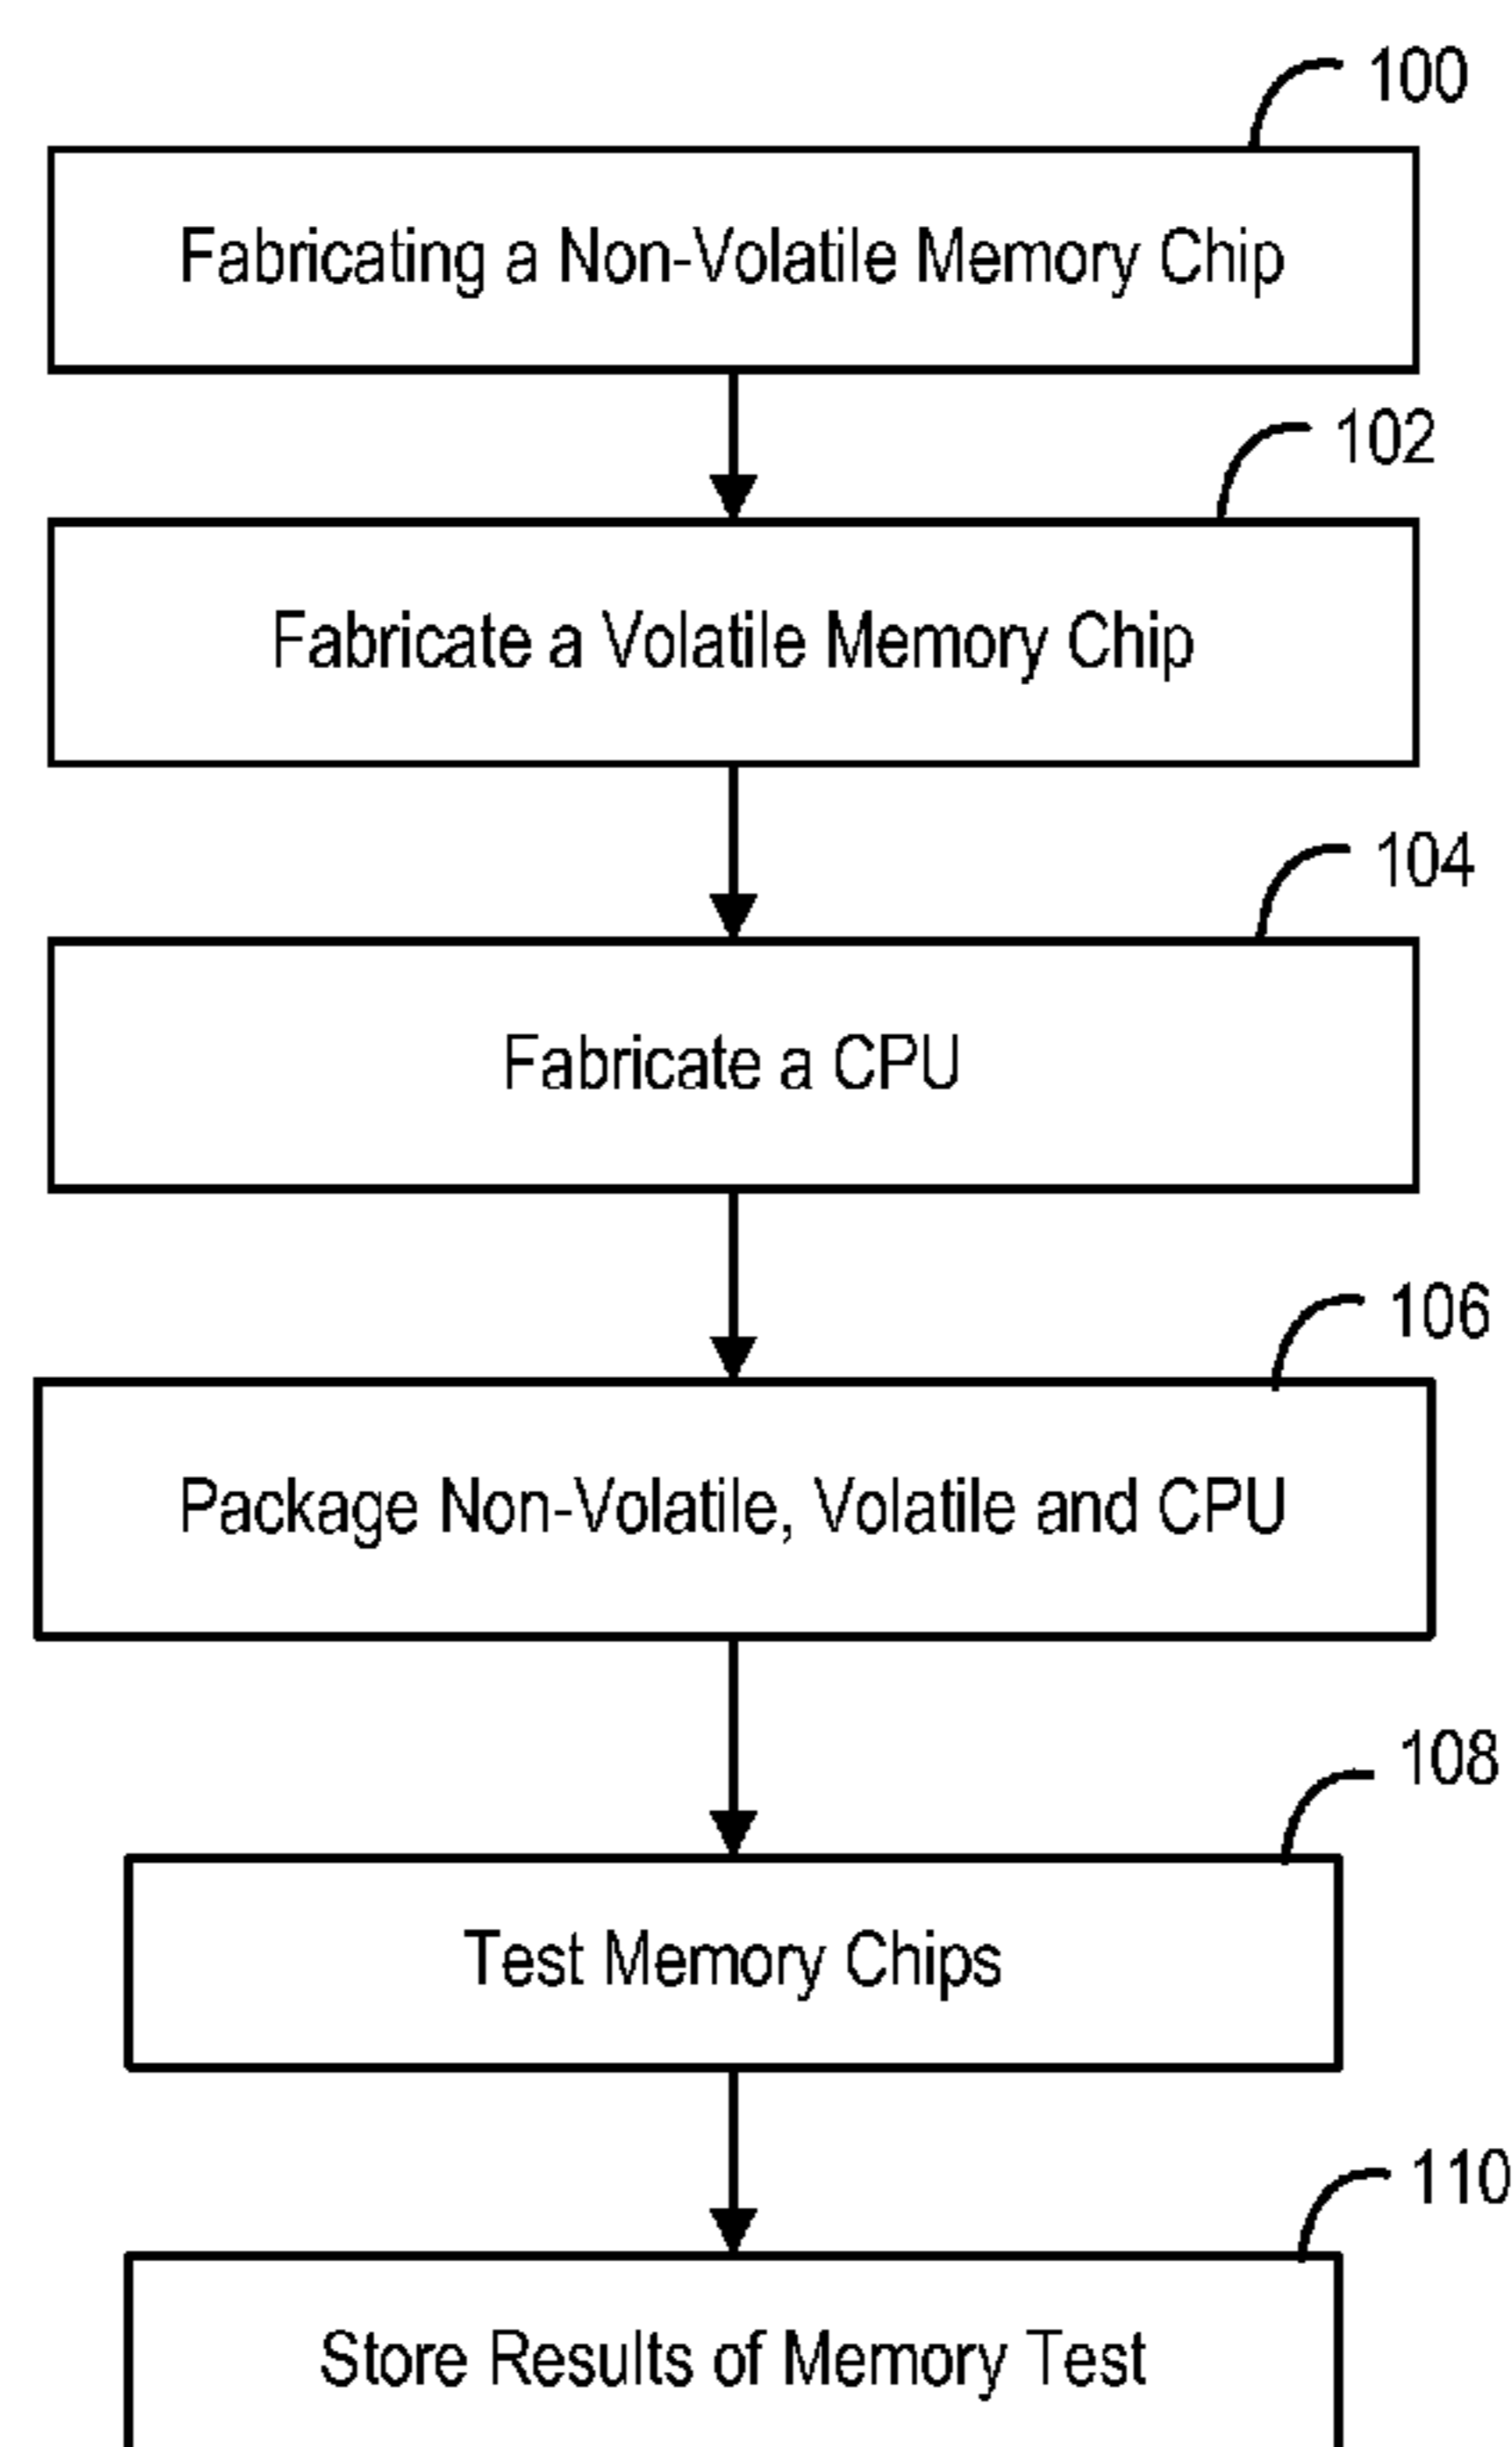 100
Fabricating a Non-Volatile Memory Chip
102
Fabricate a Volatile Memory Chip
104
Fabricate a CPU
106
Package Non-Volatile, Volatile and CPU
108
Test Memory Chips
110
Store Results of Memory Test